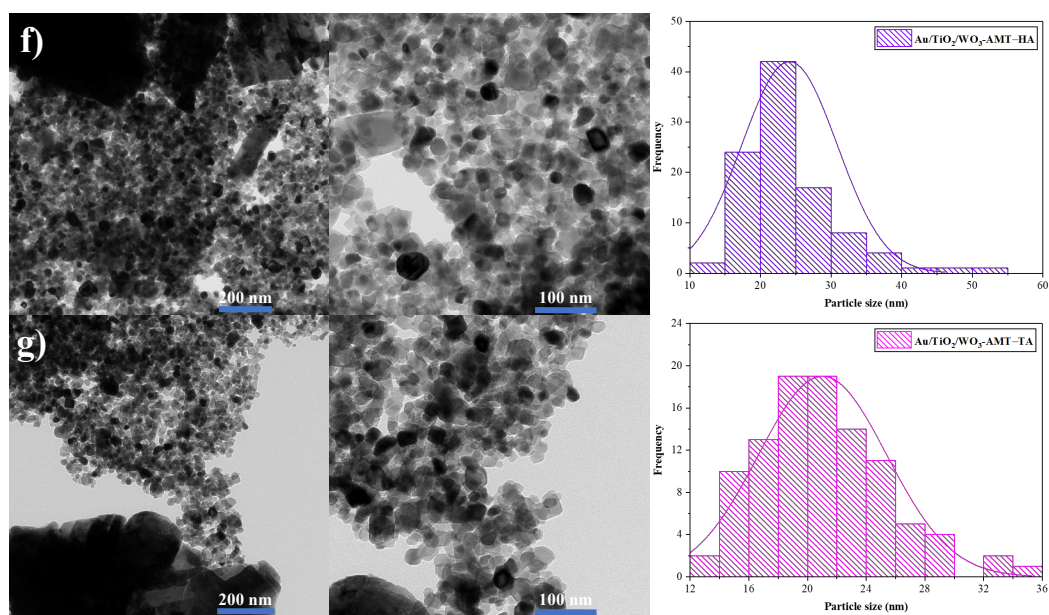 f)
200 nm
100 nm
Au/TiO₂/WO₃-AMT−HA
Frequency
50
40
30
20
10
0
10 20 30 40 50 60
Particle size (nm)
g)
200 nm
100 nm
Au/TiO₂/WO₃-AMT−TA
Frequency
24
20
16
12
8
4
0
12 16 20 24 28 32 36
Particle size (nm)